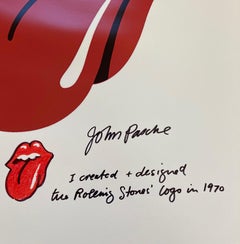 John Pasche
I created + designed
the Rolling Stones' logo in 1970